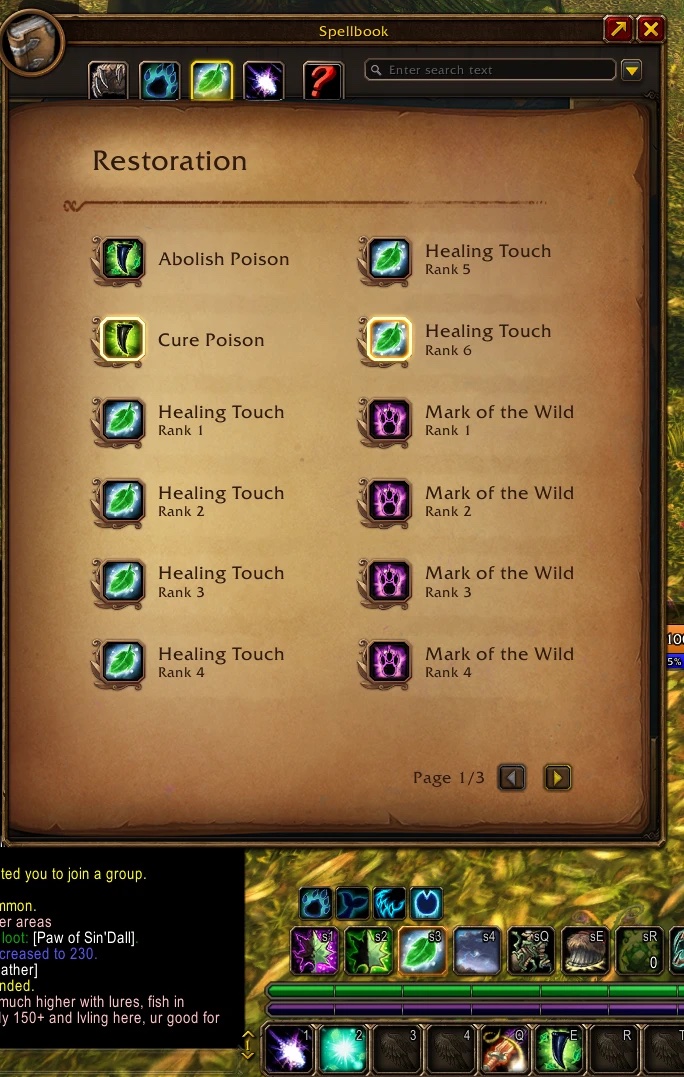 Spellbook
Enter search text
Restoration
Abolish Poison
Cure Poison
Healing Touch
Rank 1
Healing Touch
Rank 2
Healing Touch
Rank 3
Healing Touch
Rank 4
Healing Touch
Rank 5
Healing Touch
Rank 6
Mark of the Wild
Rank 1
Mark of the Wild
Rank 2
Mark of the Wild
Rank 3
Mark of the Wild
Rank 4
Page 1/3
100
5%
ted you to join a group.
mmon.
er areas
loot: [Paw of Sin'Dall].
creased to 230.
ather]
nded.
much higher with lures, fish in
ly 150+ and lvling here, ur good for
s1 s2 s3 s4 sQ sE sR
0
1 2 3 4 Q E R T